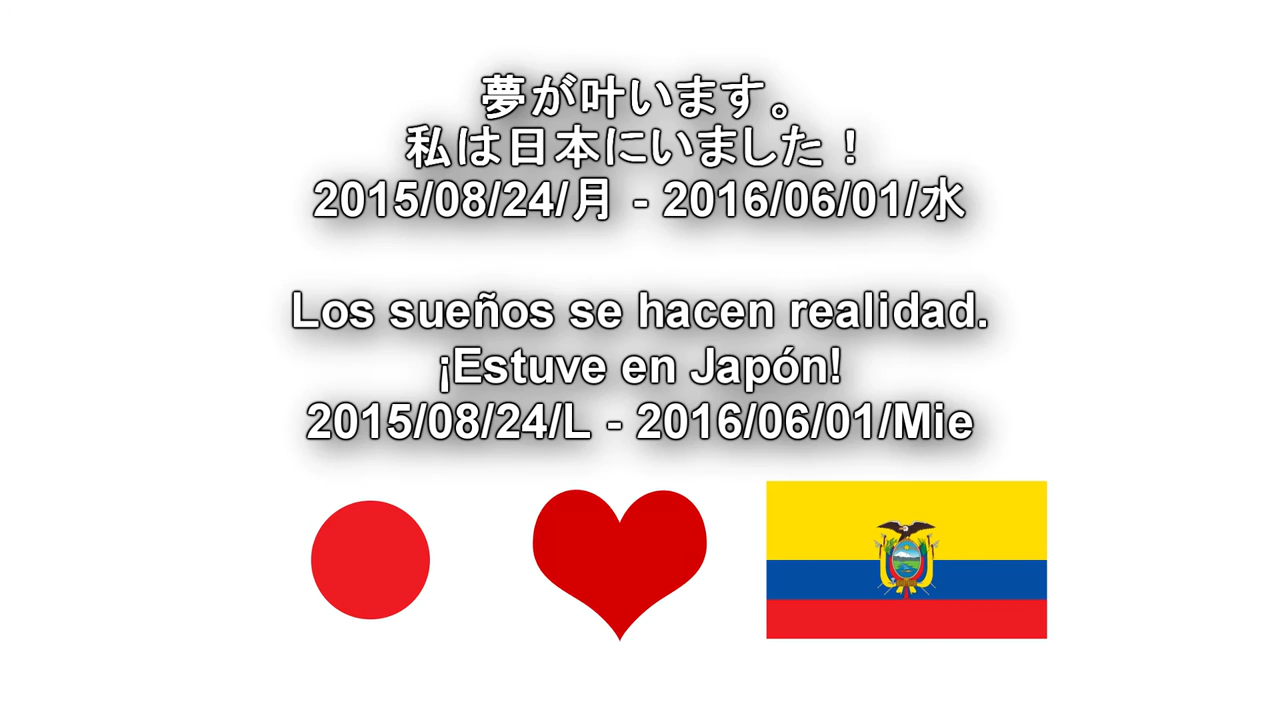 夢が叶います。
私は日本にいました！
2015/08/24/月 - 2016/06/01/水
Los sueños se hacen realidad.
¡Estuve en Japón!
2015/08/24/L - 2016/06/01/Mie